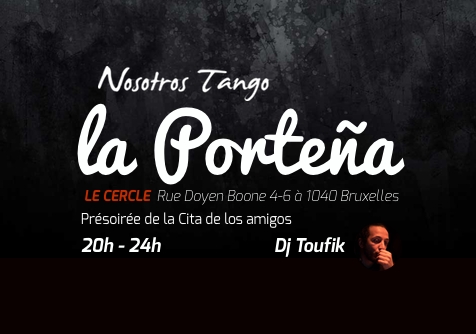 Nosotros Tango
la Porteña
LE CERCLE Rue Doyen Boone 4-6 à 1040 Bruxelles
Présoirée de la Cita de los amigos
20h - 24h Dj Toufik